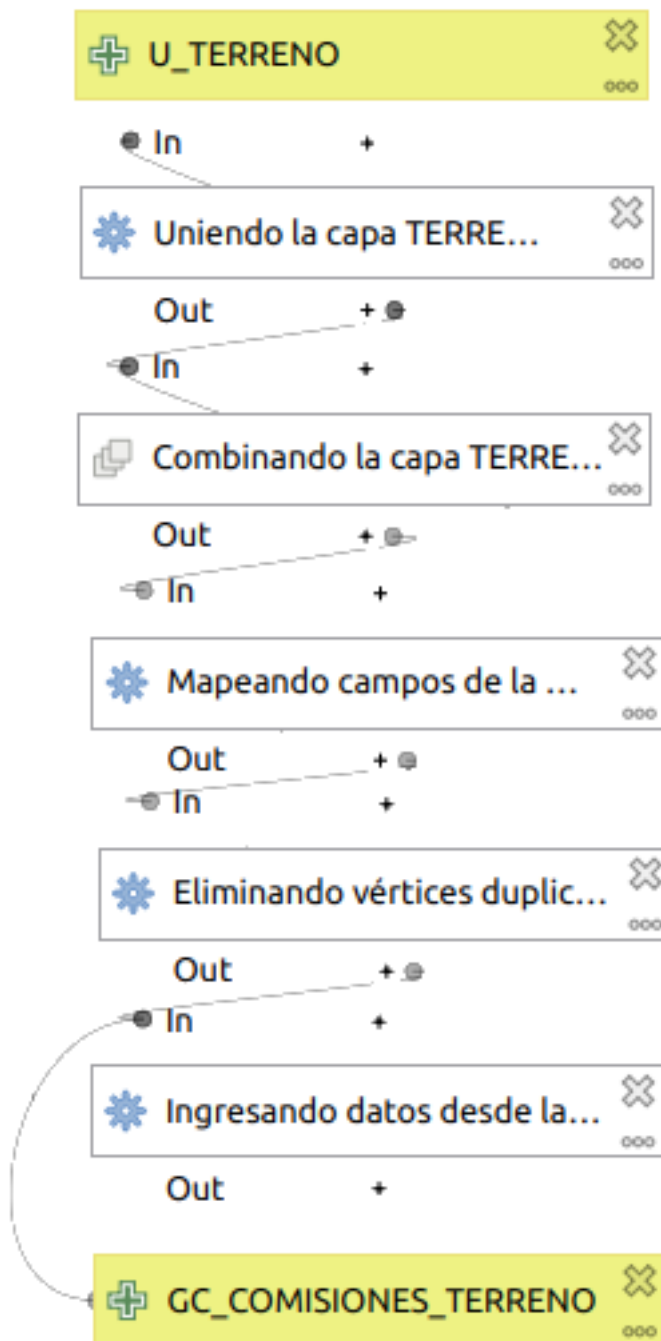 U_TERRENO
In
Uniendo la capa TERRE...
Out
In
Combinando la capa TERRE...
Out
In
Mapeando campos de la ...
Out
In
Eliminando vértices duplic...
Out
In
Ingresando datos desde la...
Out
GC_COMISIONES_TERRENO